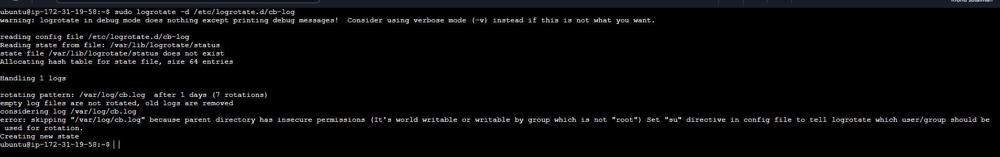 ubuntu@ip-172-31-19-58:~$ sudo logrotate -d /etc/logrotate.d/cb-log
warning: logrotate in debug mode does nothing except printing debug messages!  Consider using verbose mode (-v) instead if this is not what you want.

reading config file /etc/logrotate.d/cb-log
Reading state from file: /var/lib/logrotate/status
state file /var/lib/logrotate/status does not exist
Allocating hash table for state file, size 64 entries

Handling 1 logs

rotating pattern: /var/log/cb.log  after 1 days (7 rotations)
empty log files are not rotated, old logs are removed
considering log /var/log/cb.log
error: skipping "/var/log/cb.log" because parent directory has insecure permissions (It's world writable or writable by group which is not "root") Set "su" directive in config file to tell logrotate which user/group should be
 used for rotation.
Creating new state
ubuntu@ip-172-31-19-58:~$